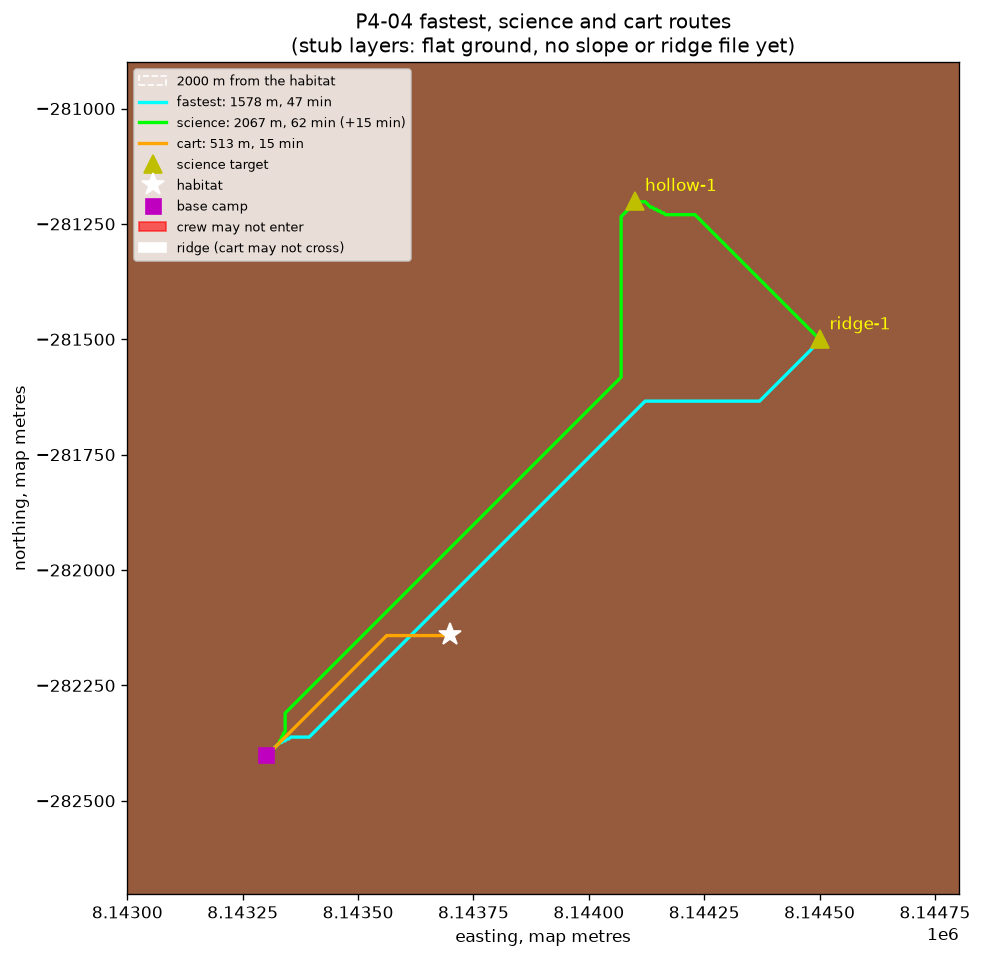 P4-04 fastest, science and cart routes
(stub layers: flat ground, no slope or ridge file yet)
2000 m from the habitat
fastest: 1578 m, 47 min
science: 2067 m, 62 min (+15 min)
cart: 513 m, 15 min
science target
habitat
base camp
crew may not enter
ridge (cart may not cross)
hollow-1
ridge-1
−281000
−281250
−281500
−281750
−282000
−282250
−282500
northing, map metres
8.14300
8.14325
8.14350
8.14375
8.14400
8.14425
8.14450
8.14475
1e6
easting, map metres